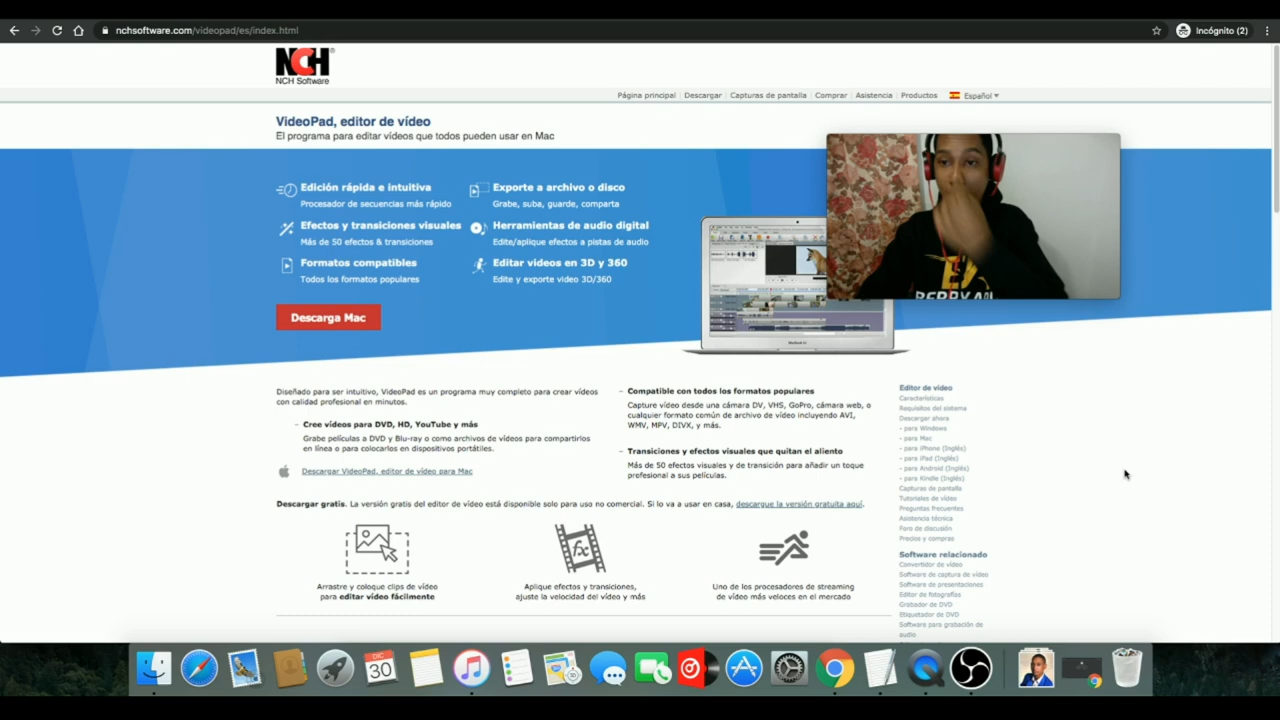 nchsoftware.com/videopad/es/index.html
Incógnito (2)
NCH®
NCH Software
Página principal | Descargar | Capturas de pantalla | Comprar | Asistencia | Productos Español
VideoPad, editor de vídeo
El programa para editar vídeos que todos pueden usar en Mac
Edición rápida e intuitiva
Procesador de secuencias más rápido
Exporte a archivo o disco
Grabe, suba, guarde, comparta
Efectos y transiciones visuales
Más de 50 efectos & transiciones
Herramientas de audio digital
Edite/aplique efectos a pistas de audio
Formatos compatibles
Todos los formatos populares
Editar videos en 3D y 360
Edite y exporte video 3D/360
Descarga Mac
MacBook Air
Diseñado para ser intuitivo, VideoPad es un programa muy completo para crear vídeos
con calidad profesional en minutos.
– Cree vídeos para DVD, HD, YouTube y más
Grabe películas a DVD y Blu-ray o como archivos de vídeos para compartirlos
en línea o para colocarlos en dispositivos portátiles.
Descargar VideoPad, editor de vídeo para Mac
– Compatible con todos los formatos populares
Capture vídeo desde una cámara DV, VHS, GoPro, cámara web, o
cualquier formato común de archivo de vídeo incluyendo AVI,
WMV, MPV, DIVX, y más.
– Transiciones y efectos visuales que quitan el aliento
Más de 50 efectos visuales y de transición para añadir un toque
profesional a sus películas.
Descargar gratis. La versión gratis del editor de vídeo está disponible solo para uso no comercial. Si lo va a usar en casa, descargue la versión gratuita aquí.
fx
Arrastre y coloque clips de vídeo
para editar vídeo fácilmente
Aplique efectos y transiciones,
ajuste la velocidad del vídeo y más
Uno de los procesadores de streaming
de vídeo más veloces en el mercado
Editor de vídeo
Características
Requisitos del sistema
Descargar ahora
- para Windows
- para Mac
- para iPhone (Inglés)
- para iPad (Inglés)
- para Android (Inglés)
- para Kindle (Inglés)
Capturas de pantalla
Tutoriales de vídeo
Preguntas frecuentes
Asistencia técnica
Foro de discusión
Precios y compras
Software relacionado
Convertidor de vídeo
Software de captura de vídeo
Software de presentaciones
Editor de fotografías
Grabador de DVD
Etiquetador de DVD
Software para grabación de
audio
DIC
30